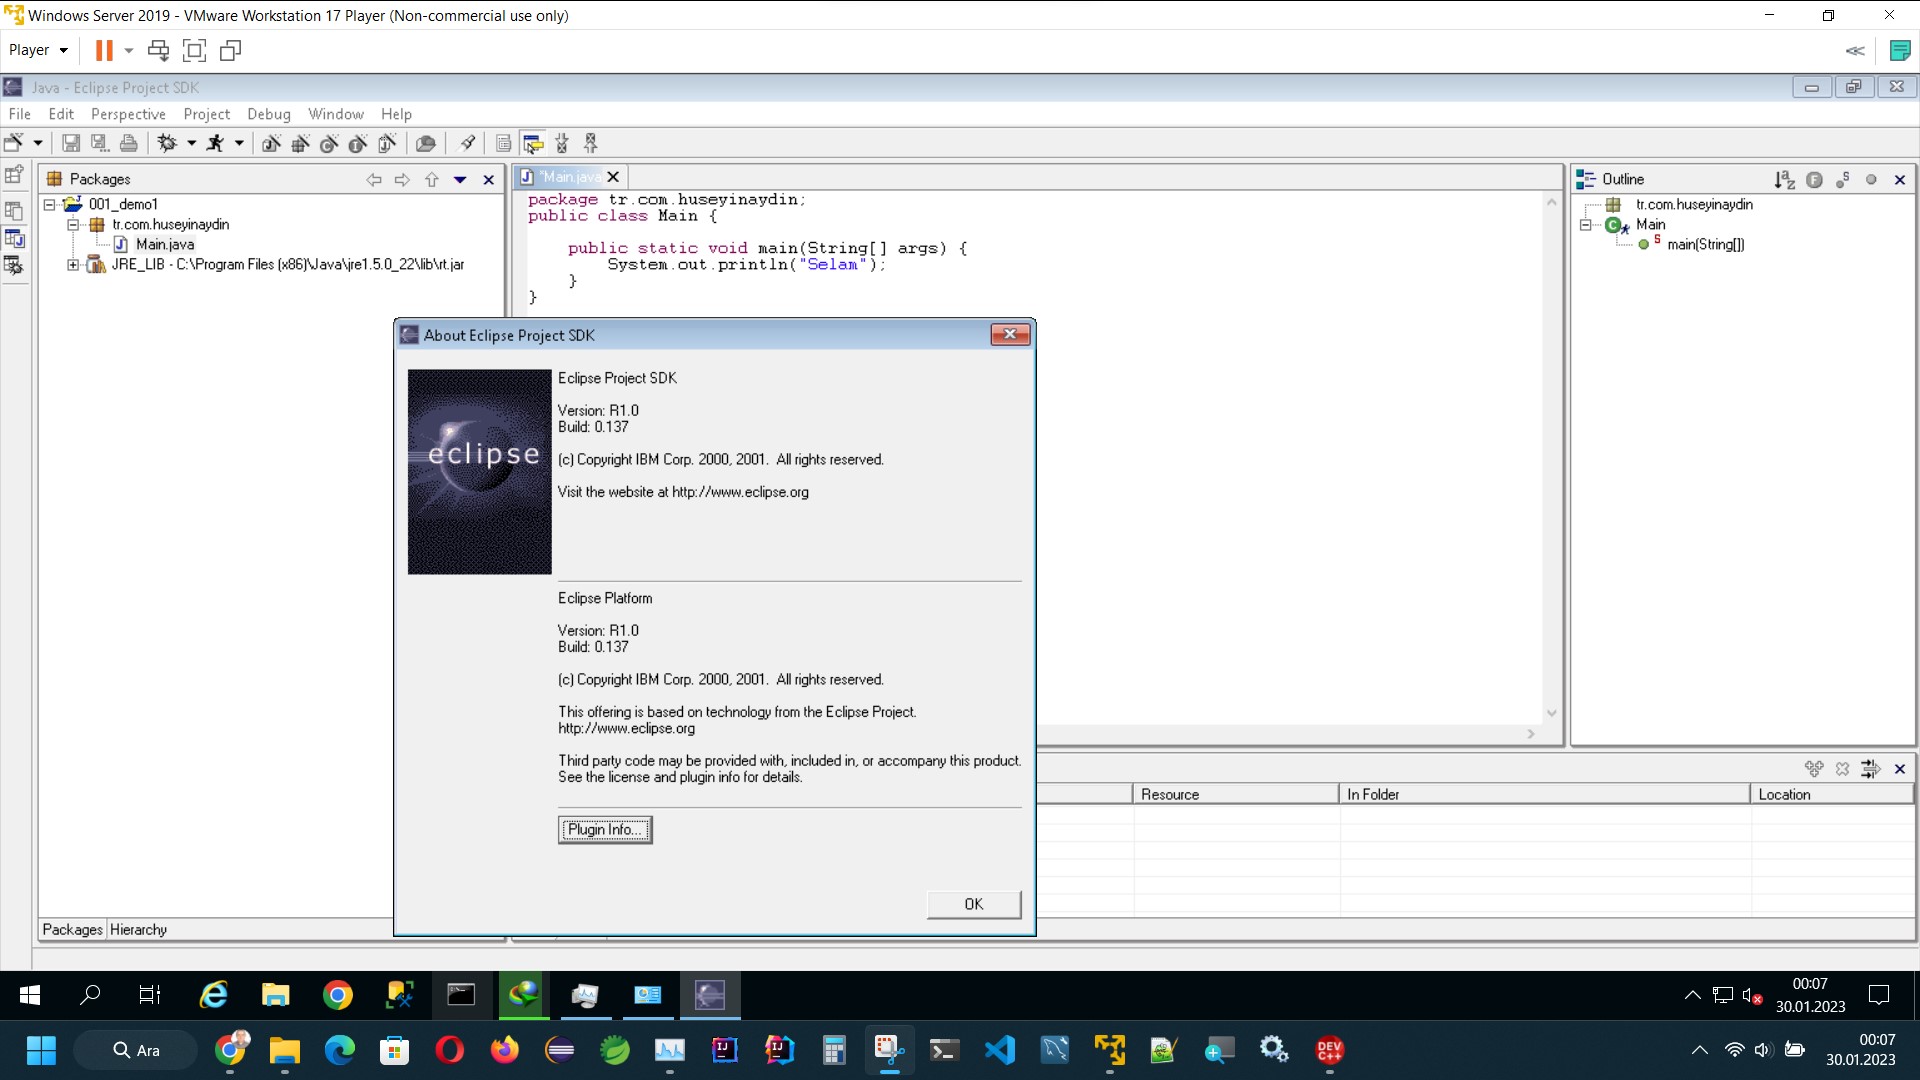 Windows Server 2019 - VMware Workstation 17 Player (Non-commercial use only)
Player
Java - Eclipse Project SDK
File Edit Perspective Project Debug Window Help
Packages
001_demo1
tr.com.huseyinaydin
Main.java
JRE_LIB - C:\Program Files (x86)\Java\jre1.5.0_22\lib\rt.jar
Packages Hierarchy
*Main.java
package tr.com.huseyinaydin;
public class Main {
public static void main(String[] args) {
System.out.println("Selam");
}
}
Outline
tr.com.huseyinaydin
Main
main(String[])
About Eclipse Project SDK
eclipse
Eclipse Project SDK
Version: R1.0
Build: 0.137
(c) Copyright IBM Corp. 2000, 2001. All rights reserved.
Visit the website at http://www.eclipse.org
Eclipse Platform
Version: R1.0
Build: 0.137
(c) Copyright IBM Corp. 2000, 2001. All rights reserved.
This offering is based on technology from the Eclipse Project.
http://www.eclipse.org
Third party code may be provided with, included in, or accompany this product.
See the license and plugin info for details.
Plugin Info...
OK
Resource In Folder Location
00:07
30.01.2023
Ara
DEV
C++
00:07
30.01.2023